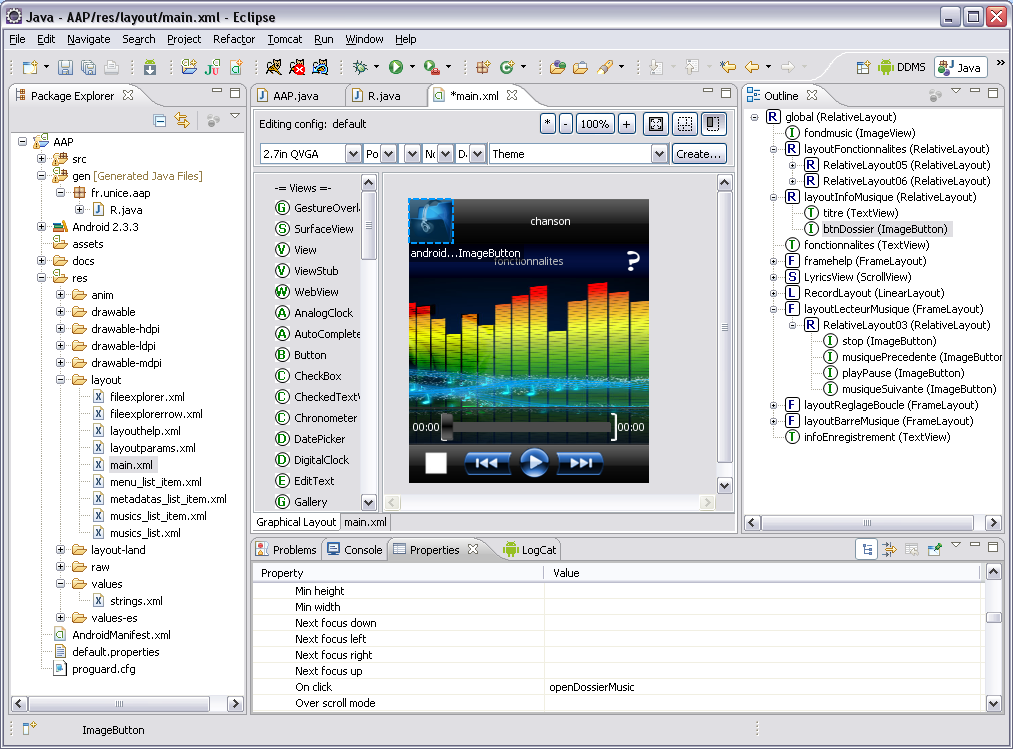 Java - AAP/res/layout/main.xml - Eclipse
File Edit Navigate Search Project Refactor Tomcat Run Window Help
DDMS Java
Package Explorer
AAP
src
gen [Generated Java Files]
fr.unice.aap
R.java
Android 2.3.3
assets
docs
res
anim
drawable
drawable-hdpi
drawable-ldpi
drawable-mdpi
layout
fileexplorer.xml
fileexplorerrow.xml
layouthelp.xml
layoutparams.xml
main.xml
menu_list_item.xml
metadatas_list_item.xml
musics_list_item.xml
musics_list.xml
layout-land
raw
values
strings.xml
values-es
AndroidManifest.xml
default.properties
proguard.cfg
AAP.java R.java *main.xml
Editing config: default
* - 100% +
2.7in QVGA Po No D. Theme Create...
-= Views =-
GestureOverl
SurfaceView
View
ViewStub
WebView
AnalogClock
AutoComplete
Button
CheckBox
CheckedTextV
Chronometer
DatePicker
DigitalClock
EditText
Gallery
chanson
android...ImageButton
fonctionnalites
?
00:00 00:00
Graphical Layout main.xml
Outline
global (RelativeLayout)
fondmusic (ImageView)
layoutFonctionnalites (RelativeLayout)
RelativeLayout05 (RelativeLayout)
RelativeLayout06 (RelativeLayout)
layoutInfoMusique (RelativeLayout)
titre (TextView)
btnDossier (ImageButton)
fonctionnalites (TextView)
framehelp (FrameLayout)
LyricsView (ScrollView)
RecordLayout (LinearLayout)
layoutLecteurMusique (FrameLayout)
RelativeLayout03 (RelativeLayout)
stop (ImageButton)
musiquePrecedente (ImageButton
playPause (ImageButton)
musiqueSuivante (ImageButton)
layoutReglageBoucle (FrameLayout)
layoutBarreMusique (FrameLayout)
infoEnregistrement (TextView)
Problems Console Properties LogCat
Property Value
Min height
Min width
Next focus down
Next focus left
Next focus right
Next focus up
On click openDossierMusic
Over scroll mode
ImageButton